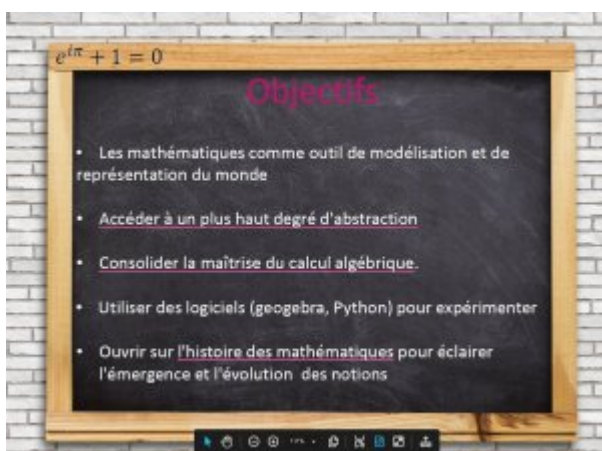 e^{iπ} + 1 = 0
Objectifs
• Les mathématiques comme outil de modélisation et de
représentation du monde
• Accéder à un plus haut degré d'abstraction
• Consolider la maîtrise du calcul algébrique.
• Utiliser des logiciels (geogebra, Python) pour expérimenter
• Ouvrir sur l'histoire des mathématiques pour éclairer
l'émergence et l'évolution des notions